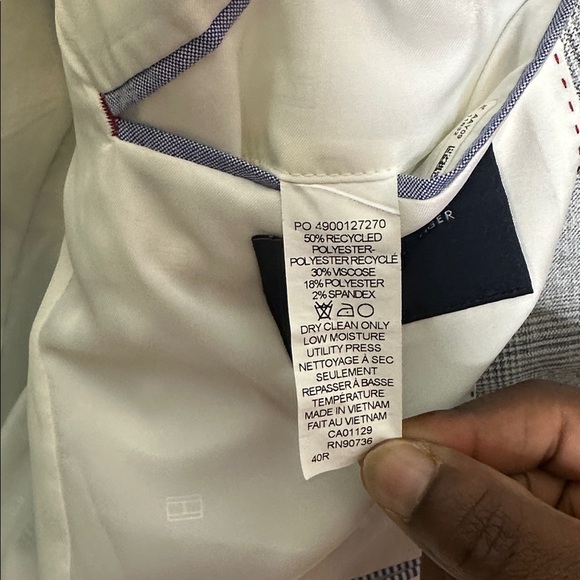 PO 4900127270
50% RECYCLED
POLYESTER-
POLYESTER RECYCLÉ
30% VISCOSE
18% POLYESTER
2% SPANDEX
DRY CLEAN ONLY
LOW MOISTURE
UTILITY PRESS
NETTOYAGE À SEC
SEULEMENT
REPASSER À BASSE
TEMPÉRATURE
MADE IN VIETNAM
FAIT AU VIETNAM
CA01129
RN90736
40R